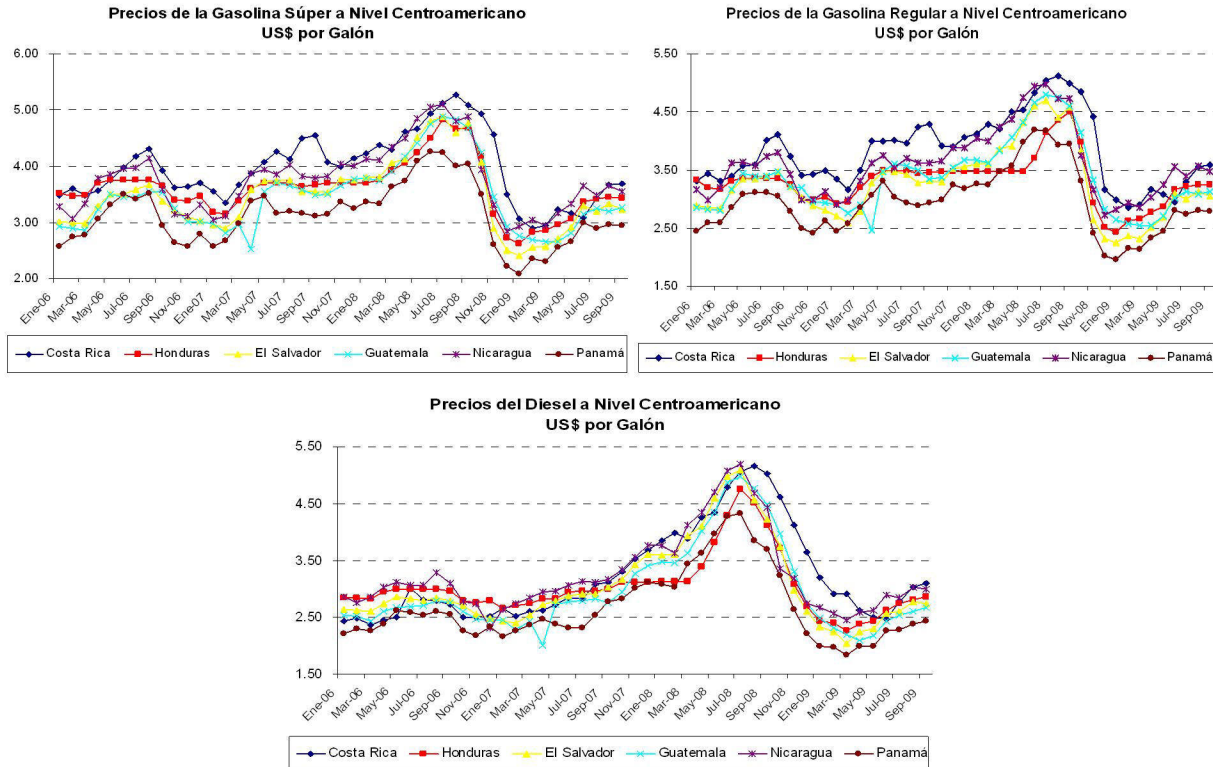 Precios de la Gasolina Súper a Nivel Centroamericano
US$ por Galón
6.00
5.00
4.00
3.00
2.00
Ene-06
Mar-06
May-06
Jul-06
Sep-06
Nov-06
Ene-07
Mar-07
May-07
Jul-07
Sep-07
Nov-07
Ene-08
Mar-08
May-08
Jul-08
Sep-08
Nov-08
Ene-09
Mar-09
May-09
Jul-09
Sep-09
Costa Rica Honduras El Salvador Guatemala Nicaragua Panamá
Precios de la Gasolina Regular a Nivel Centroamericano
US$ por Galón
5.50
4.50
3.50
2.50
1.50
Ene-06
Mar-06
May-06
Jul-06
Sep-06
Nov-06
Ene-07
Mar-07
May-07
Jul-07
Sep-07
Nov-07
Ene-08
Mar-08
May-08
Jul-08
Sep-08
Nov-08
Ene-09
Mar-09
May-09
Jul-09
Sep-09
Costa Rica Honduras El Salvador Guatemala Nicaragua Panamá
Precios del Diesel a Nivel Centroamericano
US$ por Galón
5.50
4.50
3.50
2.50
1.50
Ene-06
Mar-06
May-06
Jul-06
Sep-06
Nov-06
Ene-07
Mar-07
May-07
Jul-07
Sep-07
Nov-07
Ene-08
Mar-08
May-08
Jul-08
Sep-08
Nov-08
Ene-09
Mar-09
May-09
Jul-09
Sep-09
Costa Rica Honduras El Salvador Guatemala Nicaragua Panamá